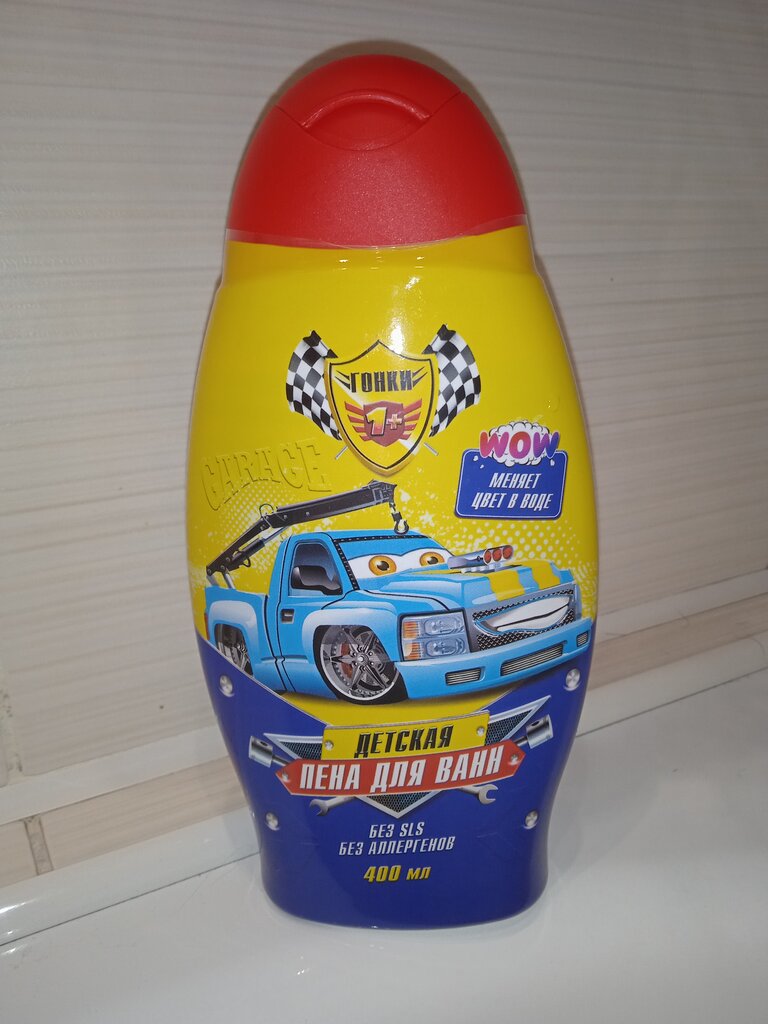 ГОНКИ
1+
GARAGE
WOW
МЕНЯЕТ
ЦВЕТ В ВОДЕ
ДЕТСКАЯ
ПЕНА ДЛЯ ВАНН
БЕЗ SLS
БЕЗ АЛЛЕРГЕНОВ
400 МЛ